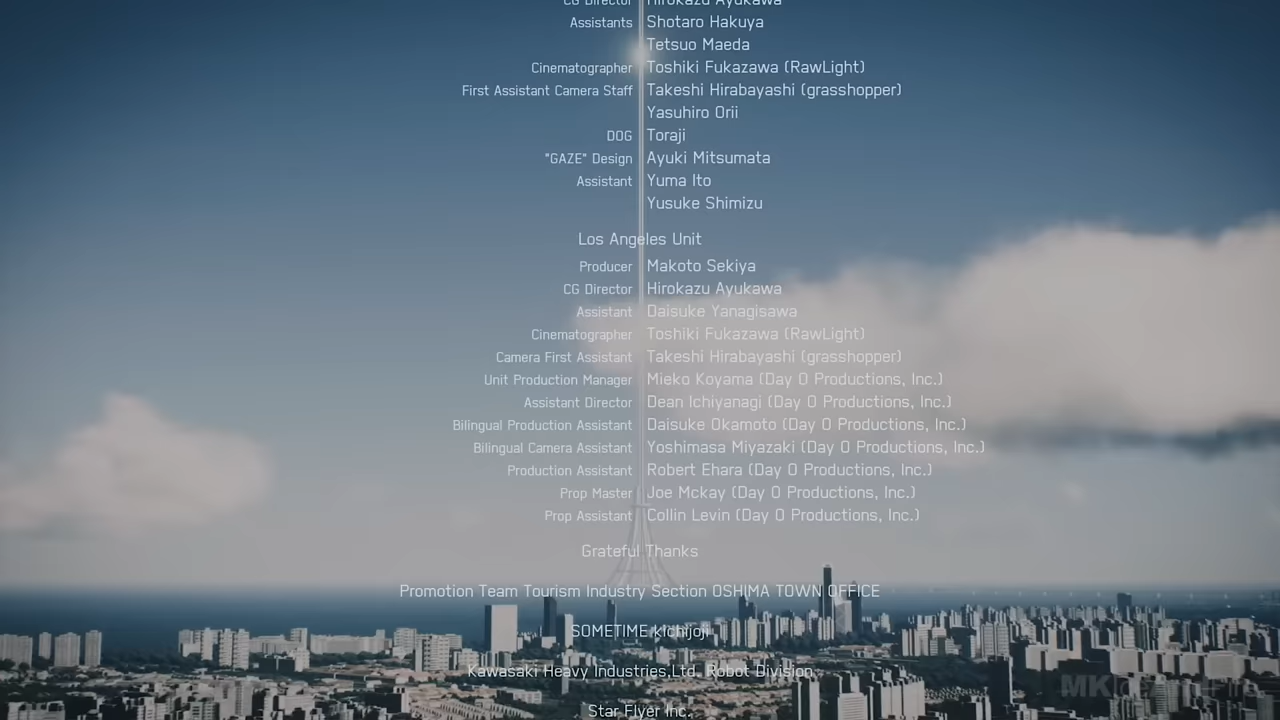 CG Director Hirokazu Ayukawa
Assistants Shotaro Hakuya
Tetsuo Maeda
Cinematographer Toshiki Fukazawa (RawLight)
First Assistant Camera Staff Takeshi Hirabayashi (grasshopper)
Yasuhiro Orii
DOG Toraji
"GAZE" Design Ayuki Mitsumata
Assistant Yuma Ito
Yusuke Shimizu
Los Angeles Unit
Producer Makoto Sekiya
CG Director Hirokazu Ayukawa
Assistant Daisuke Yanagisawa
Cinematographer Toshiki Fukazawa (RawLight)
Camera First Assistant Takeshi Hirabayashi (grasshopper)
Unit Production Manager Mieko Koyama (Day O Productions, Inc.)
Assistant Director Dean Ichiyanagi (Day O Productions, Inc.)
Bilingual Production Assistant Daisuke Okamoto (Day O Productions, Inc.)
Bilingual Camera Assistant Yoshimasa Miyazaki (Day O Productions, Inc.)
Production Assistant Robert Ehara (Day O Productions, Inc.)
Prop Master Joe Mckay (Day O Productions, Inc.)
Prop Assistant Collin Levin (Day O Productions, Inc.)
Grateful Thanks
Promotion Team Tourism Industry Section OSHIMA TOWN OFFICE
SOMETIME kichijoji
Kawasaki Heavy Industries,Ltd. Robot Division
Star Flyer Inc.